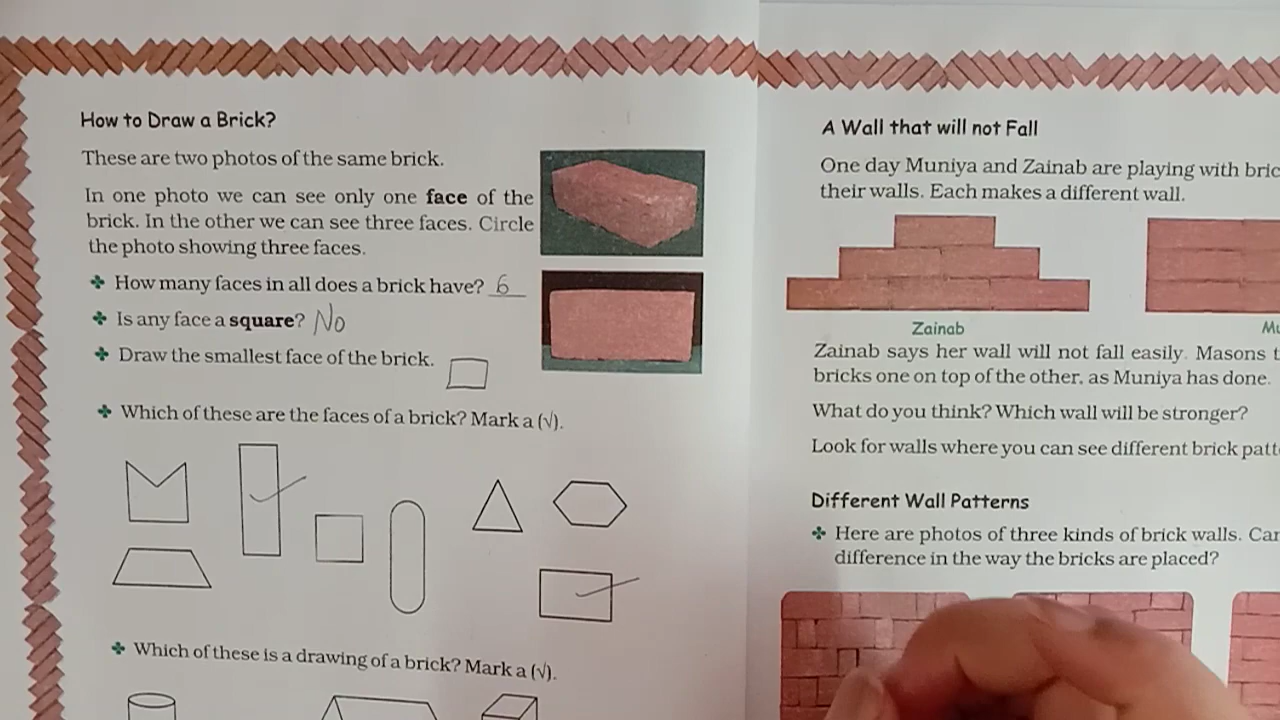 How to Draw a Brick?
These are two photos of the same brick.
In one photo we can see only one face of the
brick. In the other we can see three faces. Circle
the photo showing three faces.
How many faces in all does a brick have? 6
Is any face a square? No
Draw the smallest face of the brick.
Which of these are the faces of a brick? Mark a (√).
Which of these is a drawing of a brick? Mark a (√).
A Wall that will not Fall
One day Muniya and Zainab are playing with
their walls. Each makes a different wall.
Zainab
Zainab says her wall will not fall easily. Masons
bricks one on top of the other, as Muniya has done.
What do you think? Which wall will be stronger?
Look for walls where you can see different brick
Different Wall Patterns
Here are photos of three kinds of brick walls.
difference in the way the bricks are placed?